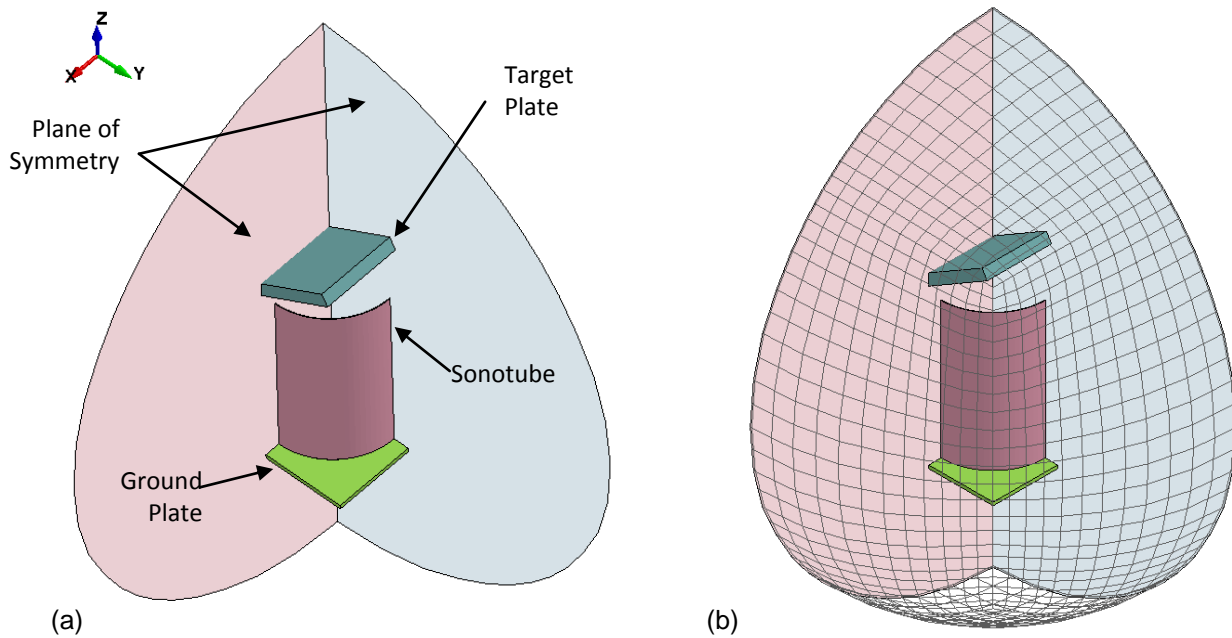 Z
X
Y
Target
Plate
Plane of
Symmetry
Sonotube
Ground
Plate
(a)
(b)